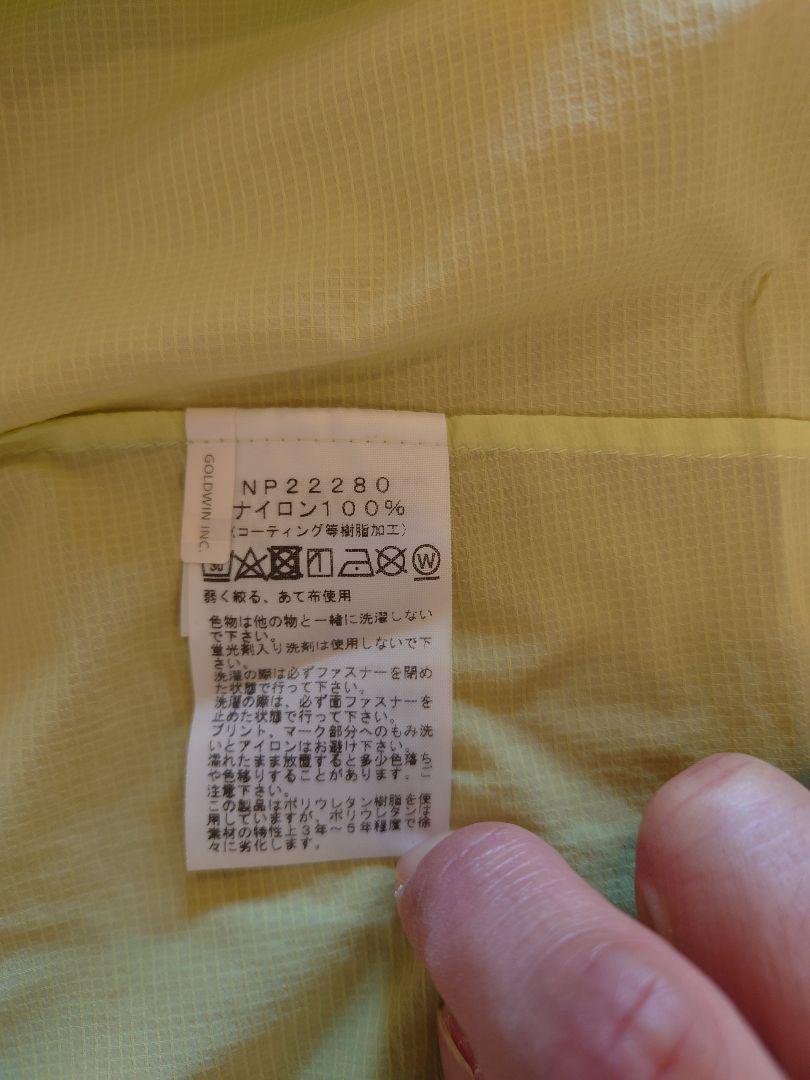 GOLDWIN INC.
NP22280
ナイロン100%
(コーティング等樹脂加工)
30
W
弱く絞る、あて布使用
色物は他の物と一緒に洗濯しない
で下さい。
蛍光剤入り洗剤は使用しないで下
さい。
洗濯の際は必ずファスナーを閉め
た状態で行って下さい。
洗濯の際は、必ず面ファスナーを
止めた状態で行って下さい。
プリント、マーク部分へのもみ洗
いとアイロンはお避け下さい。
濡れたまま放置すると多少色落ち
や色移りすることがあります。ご
注意下さい。
この製品はポリウレタン樹脂を使
用していますが、ポリウレタンは
素材の特性上3年~5年程度で徐
々に劣化します。